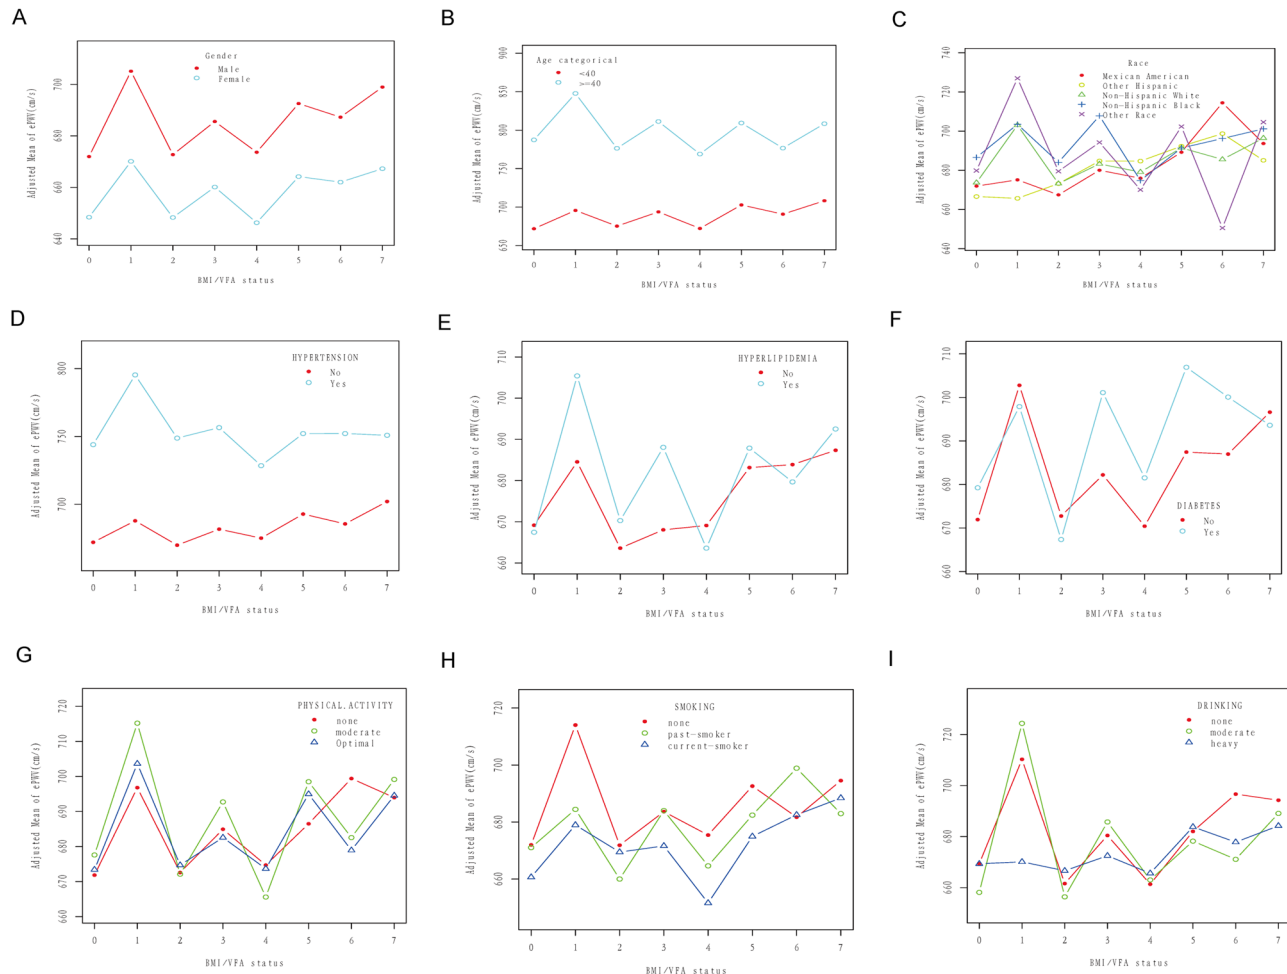 A
Adjusted Mean of ePWV(cm/s)
640 660 680 700
Gender
Male
Female
0 1 2 3 4 5 6 7
BMI/VFA status
B
Adjusted Mean of ePWV(cm/s)
650 700 750 800 950 900
Age categorical
<40
>=40
0 1 2 3 4 5 6 7
BMI/VFA status
C
Adjusted Mean of ePWV(cm/s)
640 660 680 700 720 740
Race
Mexican American
Other Hispanic
Non-Hispanic White
Non-Hispanic Black
Other Race
0 1 2 3 4 5 6 7
BMI/VFA status
D
Adjusted Mean of ePWV(cm/s)
700 750 800
HYPERTENSION
No
Yes
0 1 2 3 4 5 6 7
BMI/VFA status
E
Adjusted Mean of ePWV(cm/s)
660 670 680 690 700 710
HYPERLIPIDEMIA
No
Yes
0 1 2 3 4 5 6 7
BMI/VFA status
F
Adjusted Mean of ePWV(cm/s)
660 670 680 690 700 710
DIABETES
No
Yes
0 1 2 3 4 5 6 7
BMI/VFA status
G
Adjusted Mean of ePWV(cm/s)
660 670 680 690 700 710 720
PHYSICAL.ACTIVITY
none
moderate
Optimal
0 1 2 3 4 5 6 7
BMI/VFA status
H
Adjusted Mean of ePWV(cm/s)
660 680 700 720
SMOKING
none
past-smoker
current-smoker
0 1 2 3 4 5 6 7
BMI/VFA status
I
Adjusted Mean of ePWV(cm/s)
660 680 700 720
DRINKING
none
moderate
heavy
0 1 2 3 4 5 6 7
BMI/VFA status